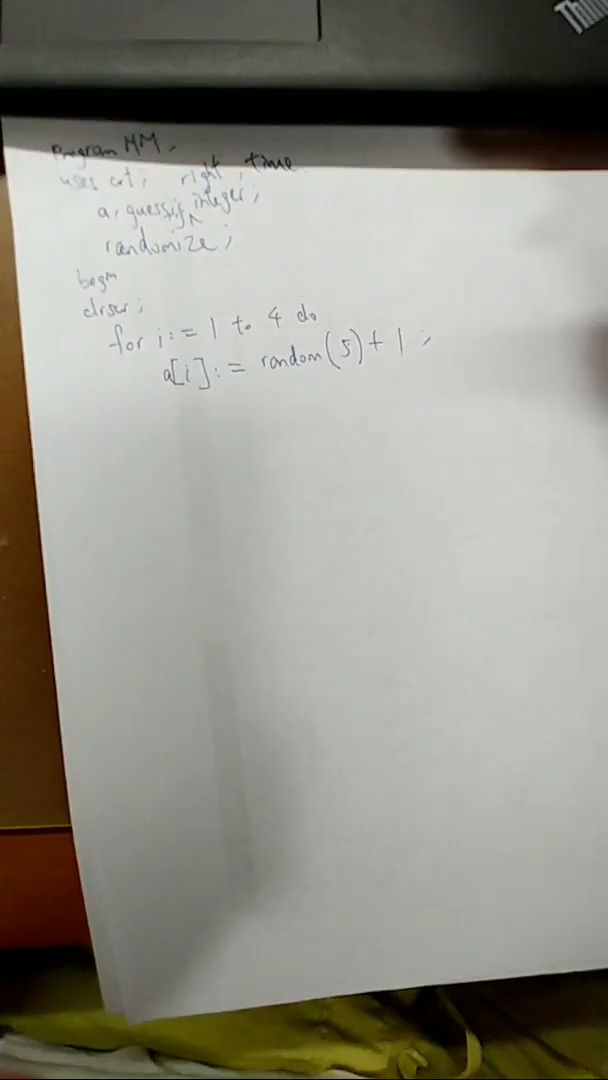 Think
Program MM,
uses crt; right, time
a, guess, i, integer;
randomize;
begin
clrscr;
for i := 1 to 4 do
a[i] := random(5) + 1;